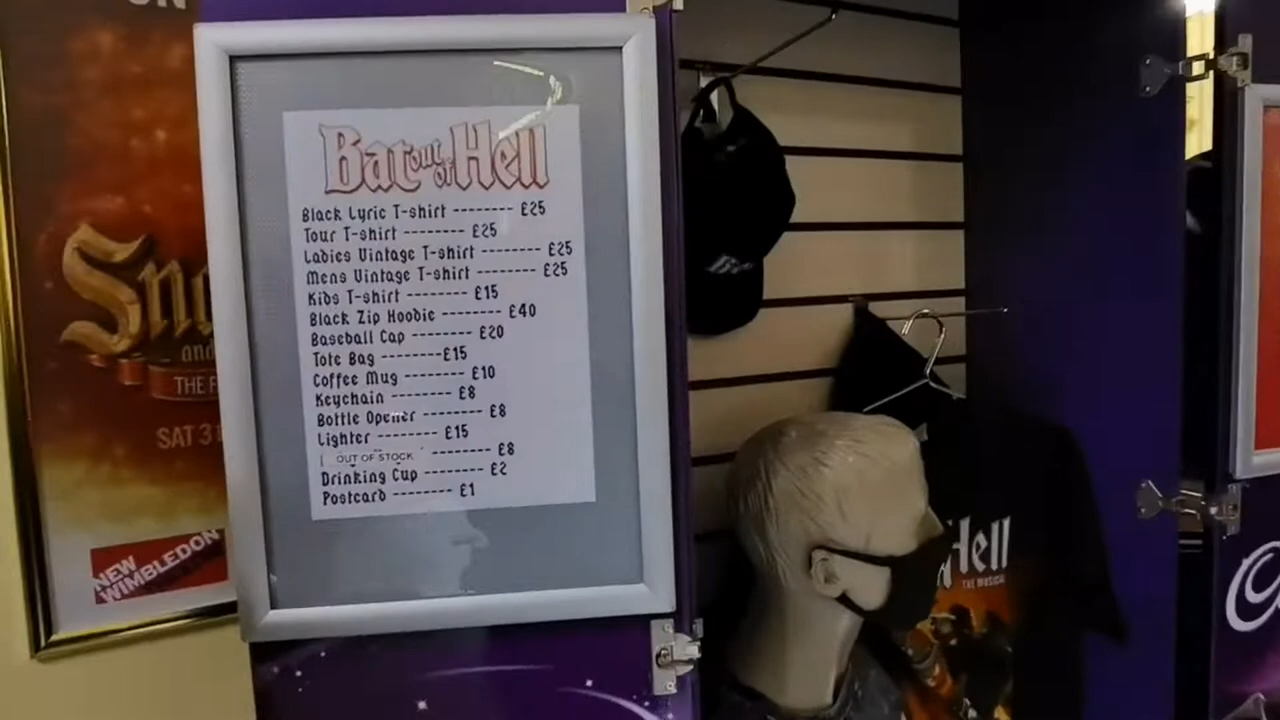 Bat out of Hell
Black Lyric T-shirt -------- £25
Tour T-shirt -------- £25
Ladies Vintage T-shirt -------- £25
Mens Vintage T-shirt -------- £25
Kids T-shirt -------- £15
Black Zip Hoodie -------- £40
Baseball Cap -------- £20
Tote Bag --------£15
Coffee Mug -------- £10
Keychain -------- £8
Bottle Opener -------- £8
Lighter -------- £15
OUT OF STOCK -------- £8
Drinking Cup -------- £2
Postcard -------- £1
and
SAT 31
NEW
WIMBLEDON
Hell
THE MUSICAL